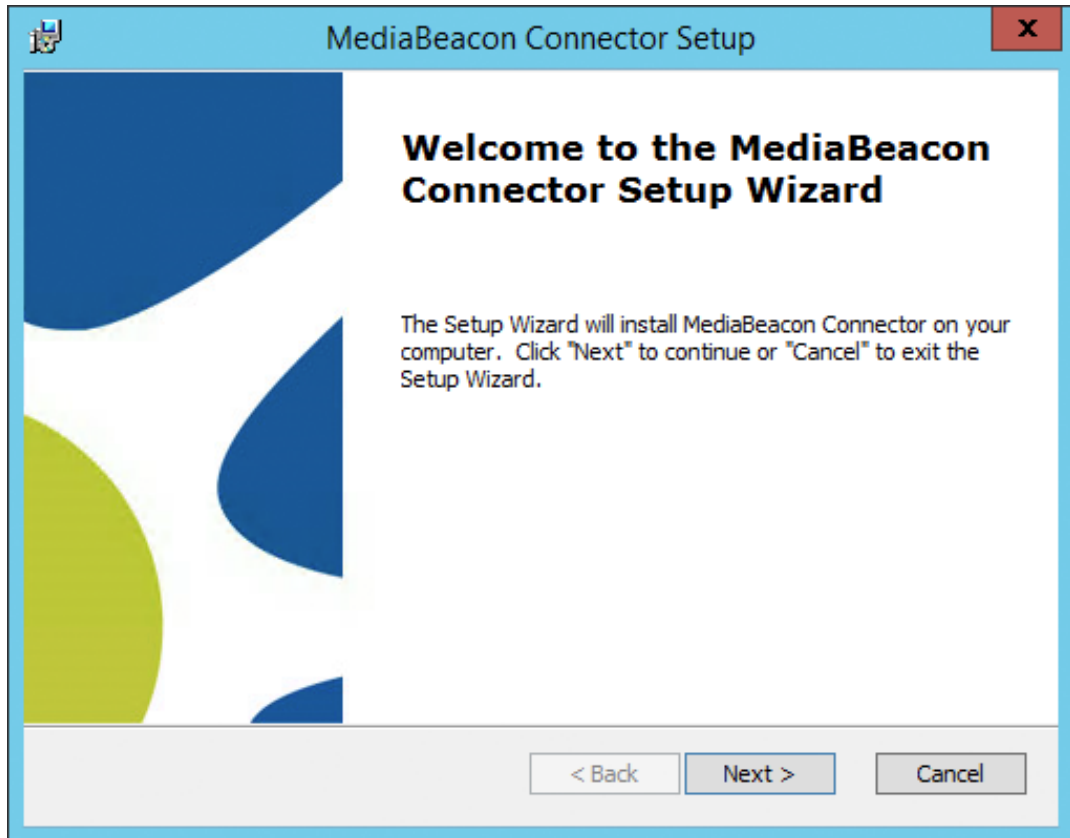 MediaBeacon Connector Setup
X
Welcome to the MediaBeacon
Connector Setup Wizard
The Setup Wizard will install MediaBeacon Connector on your
computer.  Click "Next" to continue or "Cancel" to exit the
Setup Wizard.
< Back
Next >
Cancel